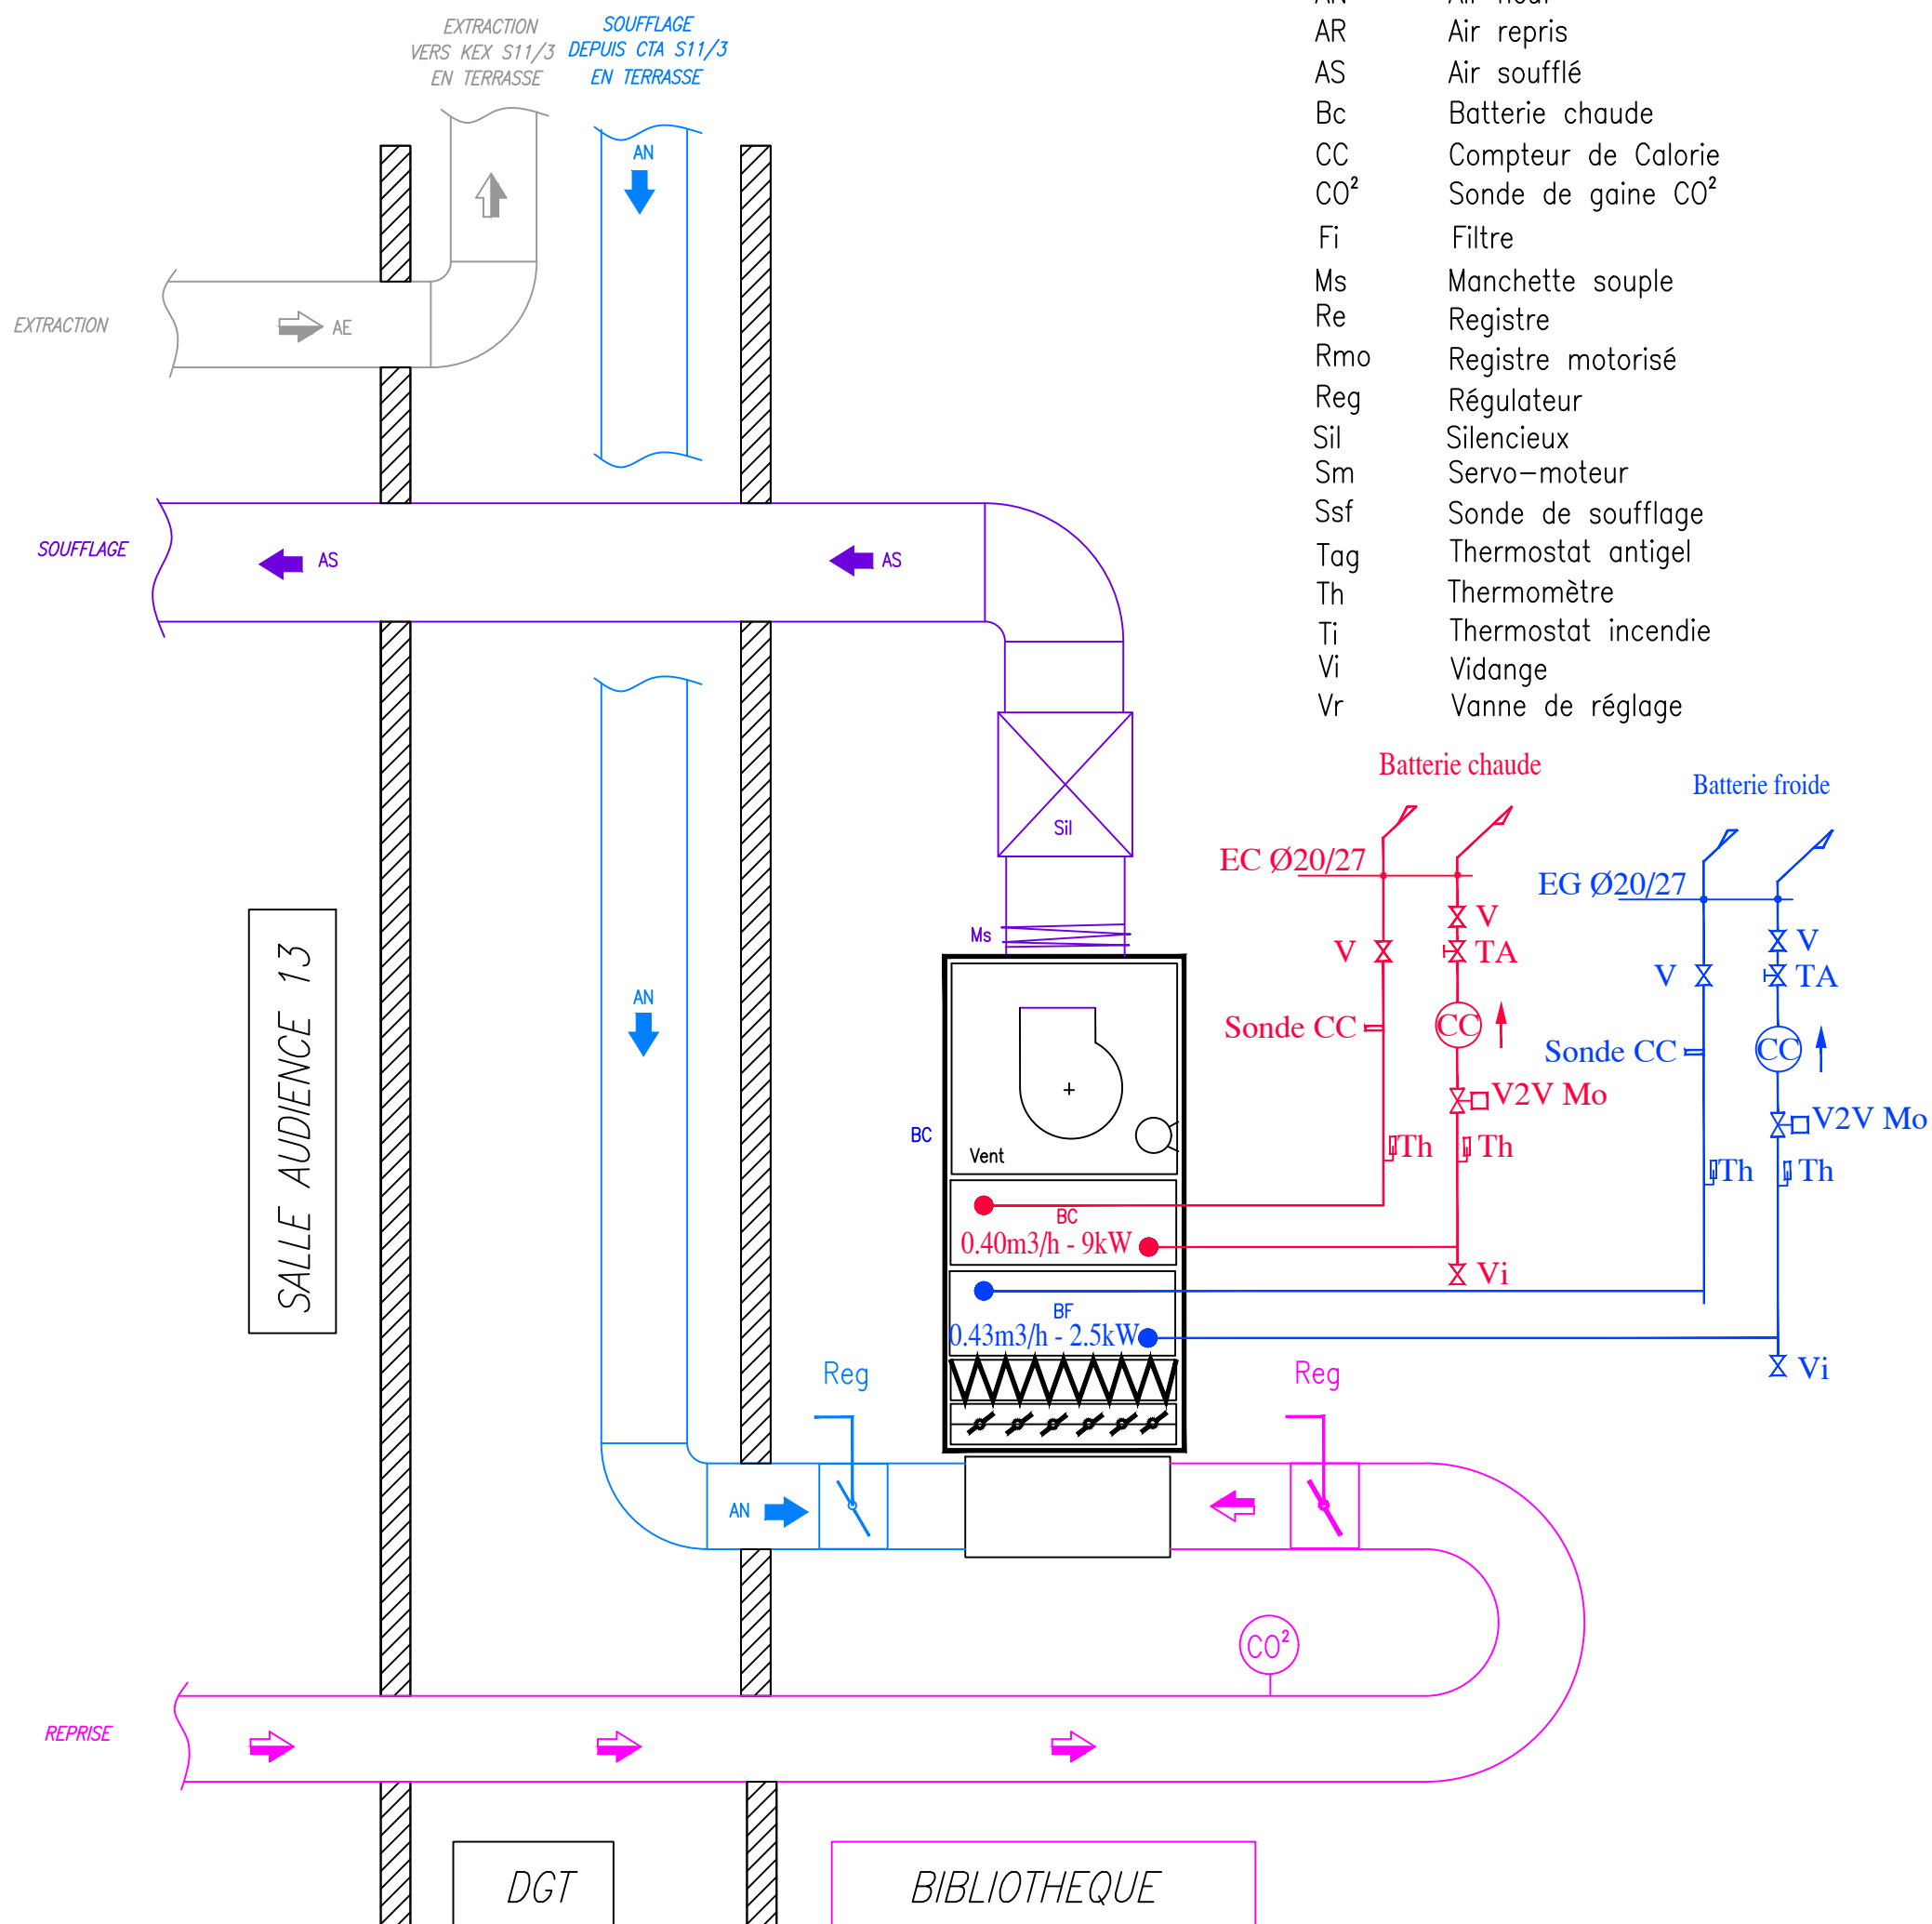 EXTRACTION
VERS KEX S11/3
EN TERRASSE
SOUFFLAGE
DEPUIS CTA S11/3
EN TERRASSE
AR Air repris
AS Air soufflé
Bc Batterie chaude
CC Compteur de Calorie
CO² Sonde de gaine CO²
Fi Filtre
Ms Manchette souple
Re Registre
Rmo Registre motorisé
Reg Régulateur
Sil Silencieux
Sm Servo-moteur
Ssf Sonde de soufflage
Tag Thermostat antigel
Th Thermomètre
Ti Thermostat incendie
Vi Vidange
Vr Vanne de réglage
AN
EXTRACTION
AE
SOUFFLAGE
AS
AS
Batterie chaude
Batterie froide
Sil
EC Ø20/27
EG Ø20/27
V
V
TA
V
V
TA
Ms
SALLE AUDIENCE 13
AN
Sonde CC
CC
Sonde CC
CC
V2V Mo
V2V Mo
BC
Vent
Th
Th
Th
Th
BC
0.40m3/h - 9kW
Vi
BF
0.43m3/h - 2.5kW
Vi
Reg
Reg
AN
CO²
REPRISE
DGT
BIBLIOTHEQUE